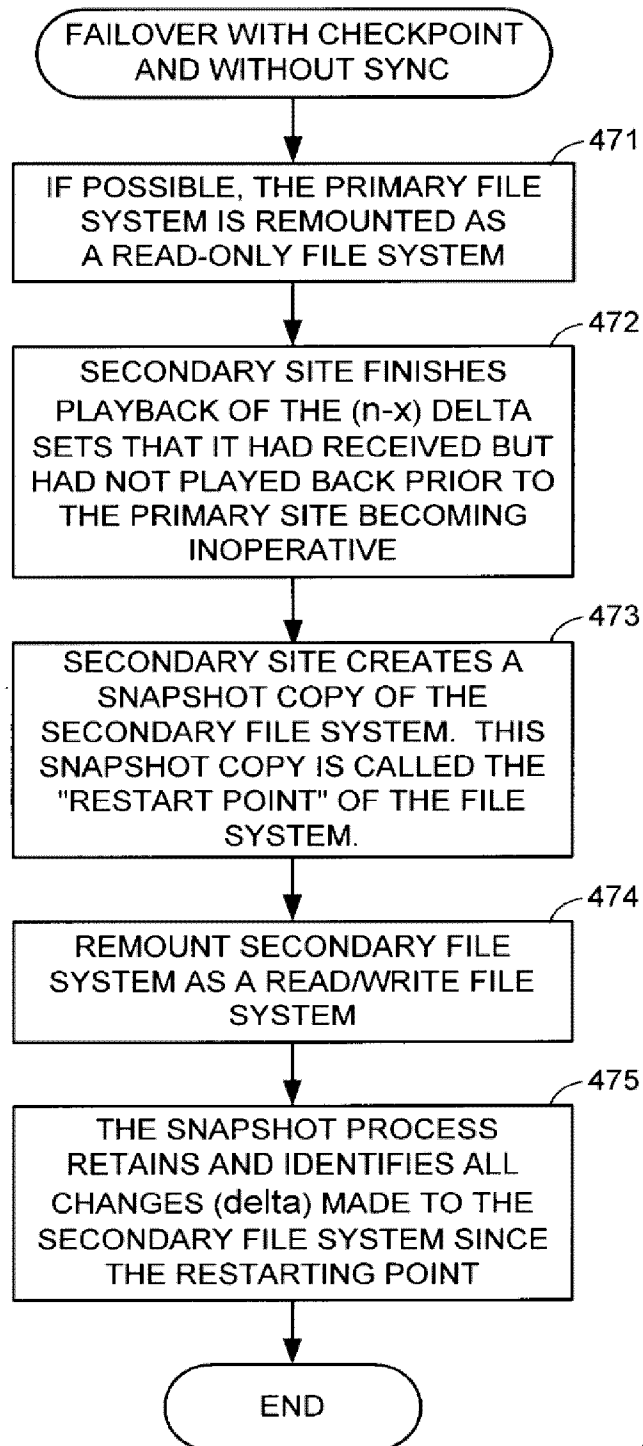 FAILOVER WITH CHECKPOINT
AND WITHOUT SYNC
471
IF POSSIBLE, THE PRIMARY FILE
SYSTEM IS REMOUNTED AS
A READ-ONLY FILE SYSTEM
472
SECONDARY SITE FINISHES
PLAYBACK OF THE (n-x) DELTA
SETS THAT IT HAD RECEIVED BUT
HAD NOT PLAYED BACK PRIOR TO
THE PRIMARY SITE BECOMING
INOPERATIVE
473
SECONDARY SITE CREATES A
SNAPSHOT COPY OF THE
SECONDARY FILE SYSTEM. THIS
SNAPSHOT COPY IS CALLED THE
"RESTART POINT" OF THE FILE
SYSTEM.
474
REMOUNT SECONDARY FILE
SYSTEM AS A READ/WRITE FILE
SYSTEM
475
THE SNAPSHOT PROCESS
RETAINS AND IDENTIFIES ALL
CHANGES (delta) MADE TO THE
SECONDARY FILE SYSTEM SINCE
THE RESTARTING POINT
END